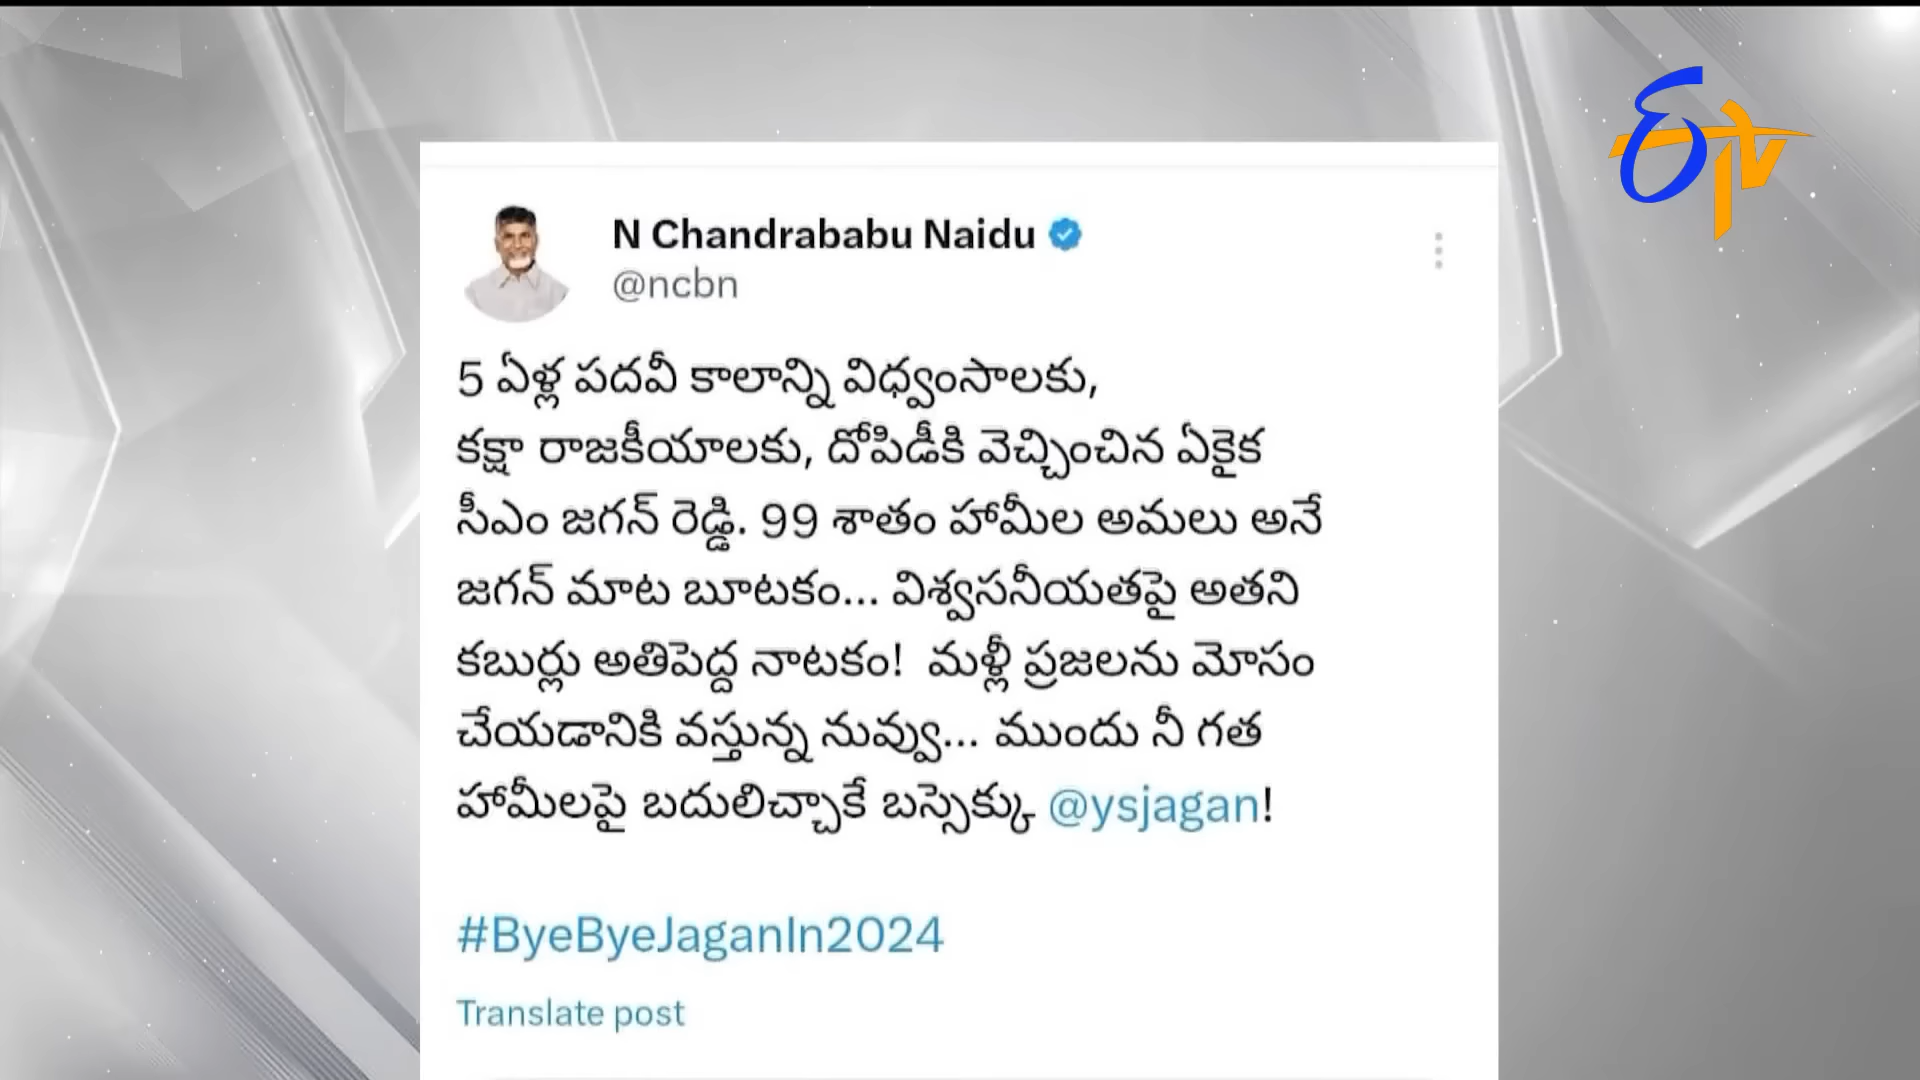 ETV
N Chandrababu Naidu
@ncbn
5 ఏళ్ల పదవీ కాలాన్ని విధ్వంసాలకు,
కక్షా రాజకీయాలకు, దోపిడీకి వెచ్చించిన ఏకైక
సీఎం జగన్ రెడ్డి. 99 శాతం హామీల అమలు అనే
జగన్ మాట బూటకం... విశ్వసనీయతపై అతని
కబుర్లు అతిపెద్ద నాటకం! మళ్లీ ప్రజలను మోసం
చేయడానికి వస్తున్న నువ్వు... ముందు నీ గత
హామీలపై బదులిచ్చాకే బస్సెక్కు @ysjagan!
#ByeByeJaganIn2024
Translate post